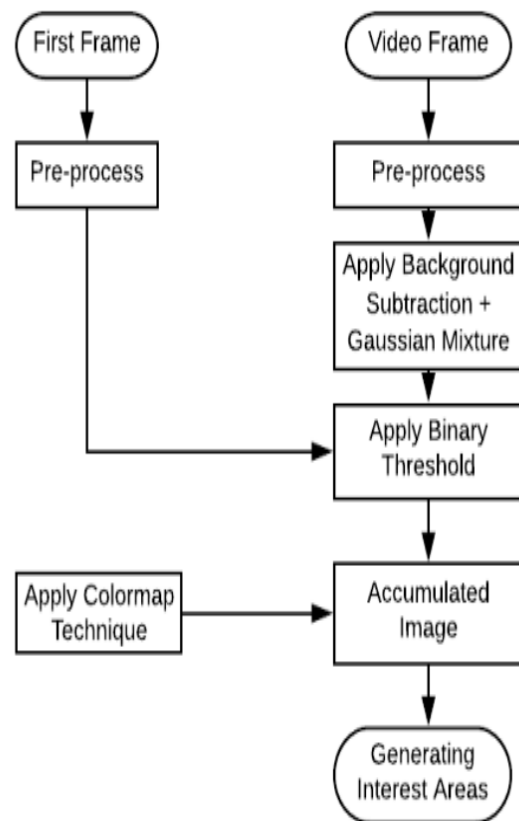 First Frame
Video Frame
Pre-process
Pre-process
Apply Background
Subtraction +
Gaussian Mixture
Apply Binary
Threshold
Apply Colormap
Technique
Accumulated
Image
Generating
Interest Areas